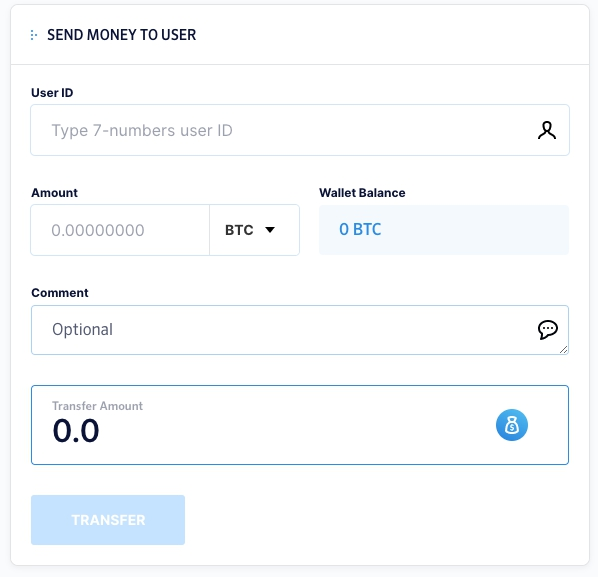 SEND MONEY TO USER
User ID
Type 7-numbers user ID
Amount
Wallet Balance
0.00000000
BTC
0 BTC
Comment
Optional
Transfer Amount
0.0
$
TRANSFER